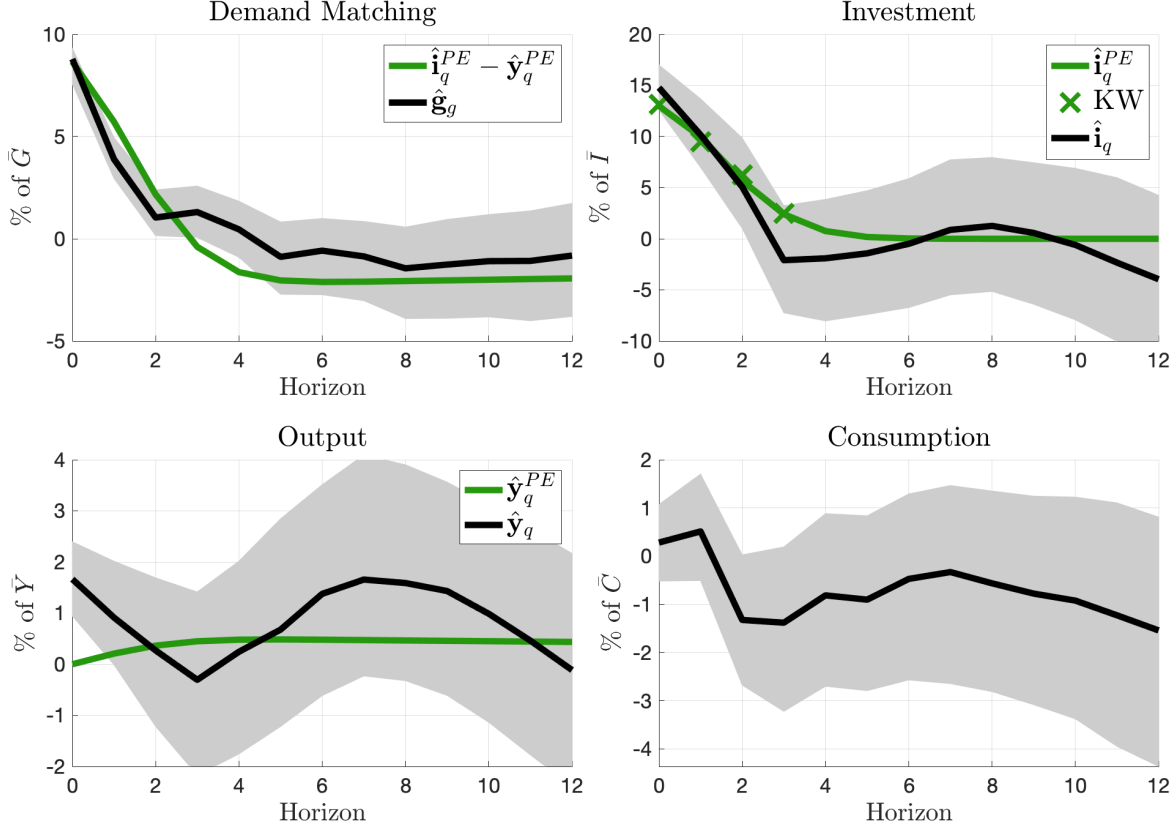 Demand Matching
10
5
0
-5
% of Ḡ
0 2 4 6 8 10 12
Horizon
î_q^{PE} − ŷ_q^{PE}
ĝ_g
Investment
20
15
10
5
0
-5
-10
% of Ī
0 2 4 6 8 10 12
Horizon
î_q^{PE}
KW
î_q
Output
4
3
2
1
0
-1
-2
% of Ȳ
0 2 4 6 8 10 12
Horizon
ŷ_q^{PE}
ŷ_q
Consumption
2
1
0
-1
-2
-3
-4
% of C̄
0 2 4 6 8 10 12
Horizon